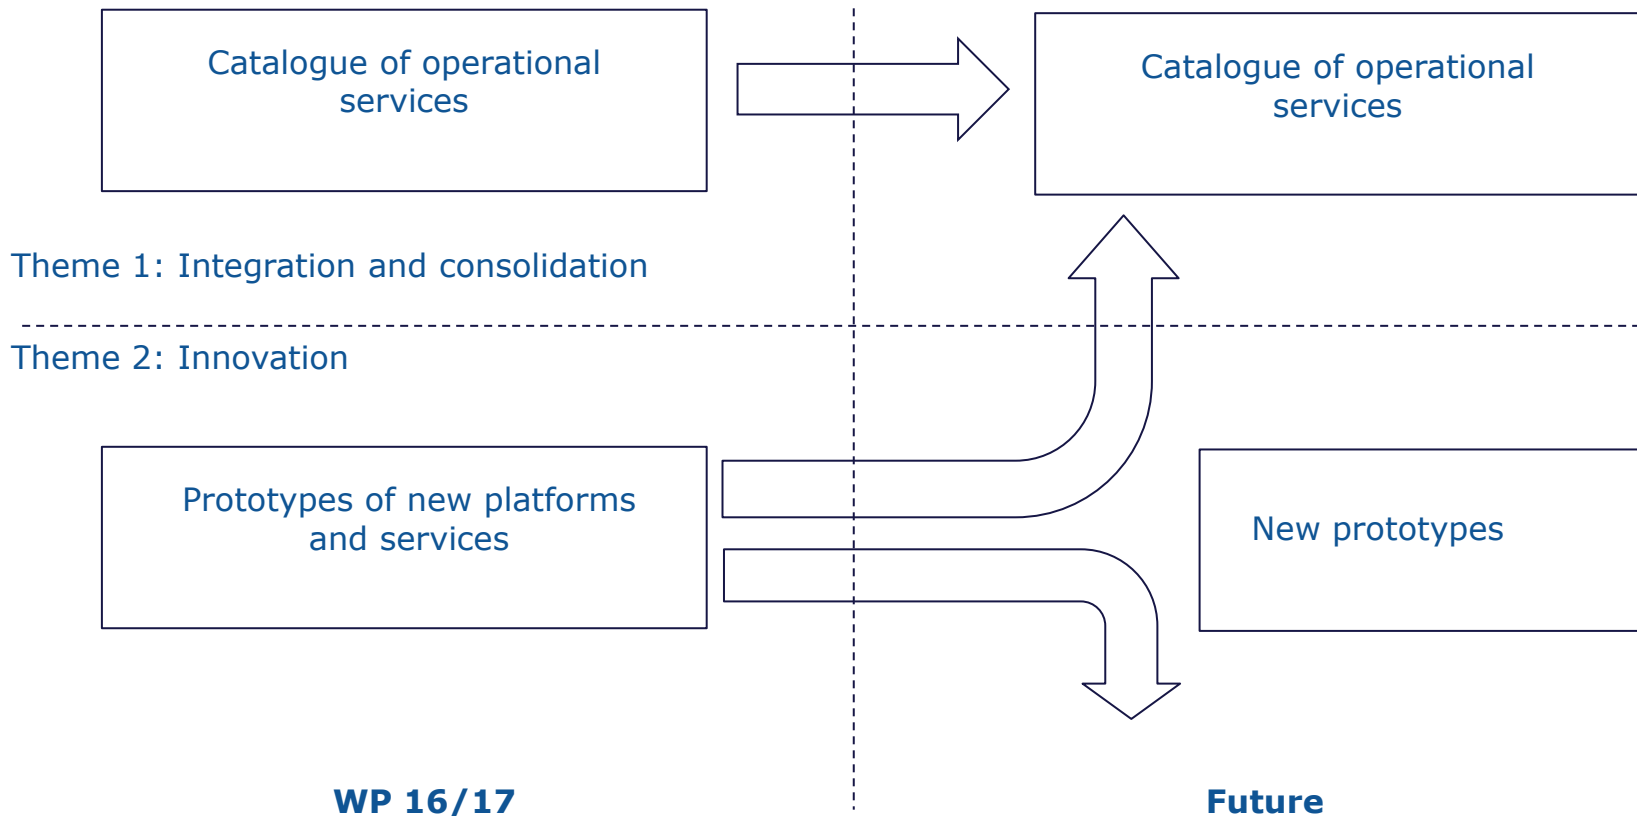 Catalogue of operational
services
Catalogue of operational
services
Theme 1: Integration and consolidation
Theme 2: Innovation
Prototypes of new platforms
and services
New prototypes
WP 16/17
Future